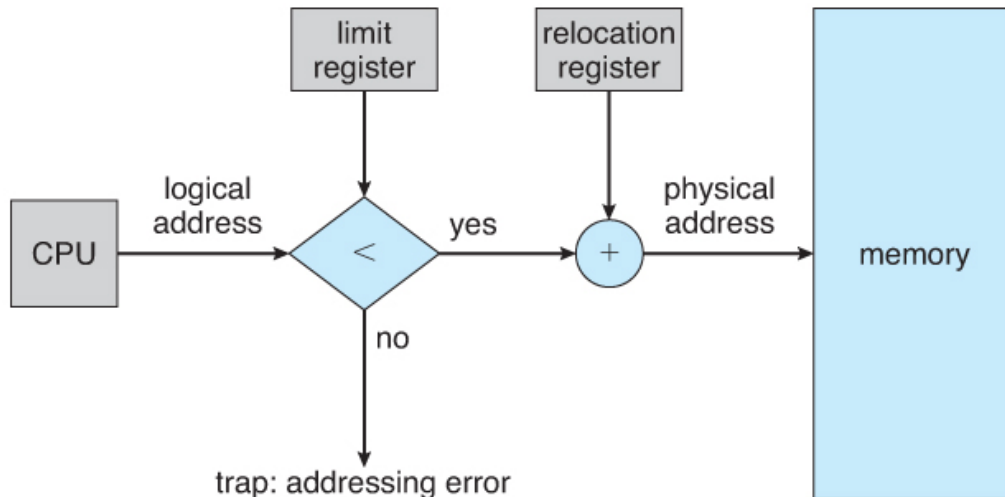 limit
register
relocation
register
logical
address
physical
address
CPU
<
yes
+
memory
no
trap: addressing error